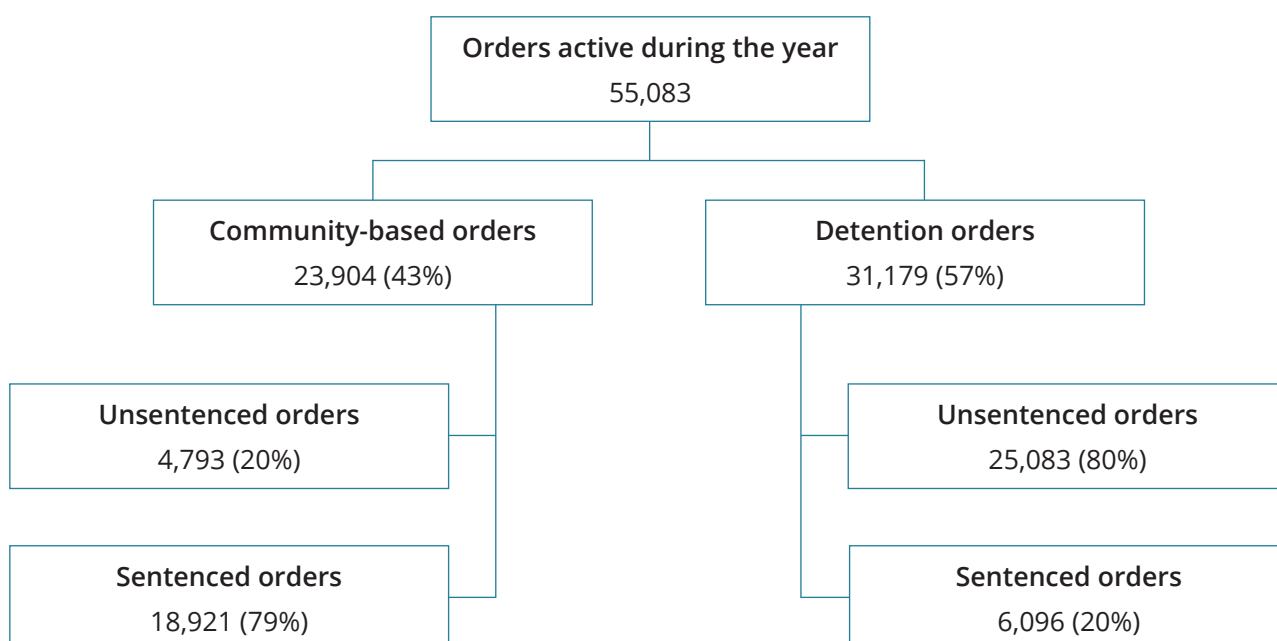 Orders active during the year
55,083
Community-based orders
23,904 (43%)
Detention orders
31,179 (57%)
Unsentenced orders
4,793 (20%)
Unsentenced orders
25,083 (80%)
Sentenced orders
18,921 (79%)
Sentenced orders
6,096 (20%)